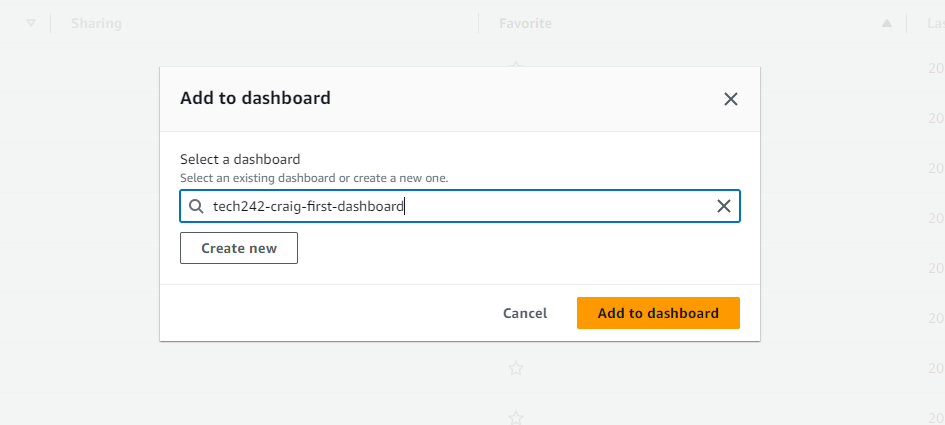 Sharing Favorite Las
20
Add to dashboard
20
Select a dashboard
20
Select an existing dashboard or create a new one.
tech242-craig-first-dashboard
20
Create new
20
Cancel Add to dashboard
20
20
20